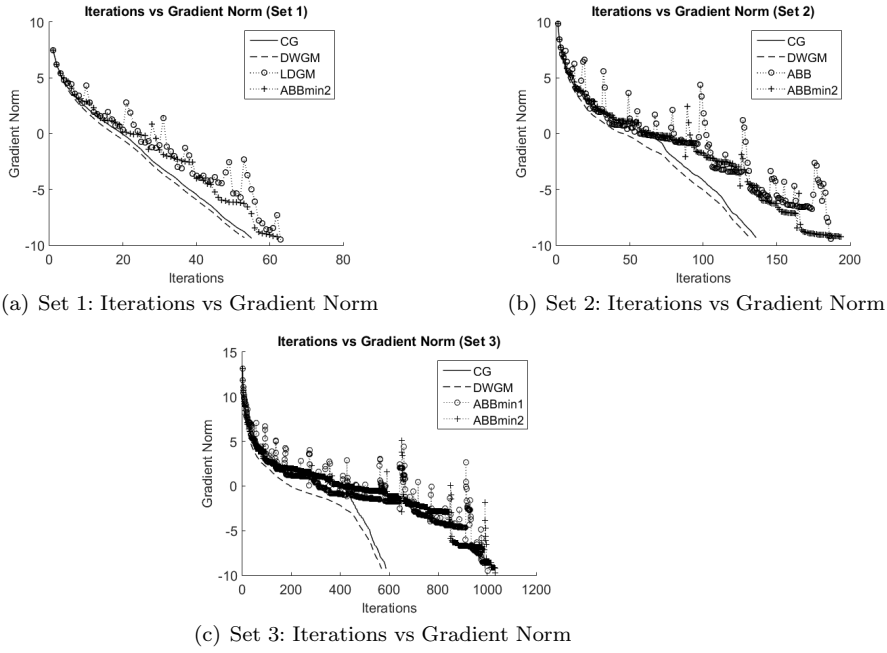 Iterations vs Gradient Norm (Set 1)
10
5
0
-5
-10
Gradient Norm
0
20
40
60
80
Iterations
CG
DWGM
LDGM
ABBmin2
(a) Set 1: Iterations vs Gradient Norm
Iterations vs Gradient Norm (Set 2)
10
5
0
-5
-10
Gradient Norm
0
50
100
150
200
Iterations
CG
DWGM
ABB
ABBmin2
(b) Set 2: Iterations vs Gradient Norm
Iterations vs Gradient Norm (Set 3)
15
10
5
0
-5
-10
Gradient Norm
0
200
400
600
800
1000
1200
Iterations
CG
DWGM
ABBmin1
ABBmin2
(c) Set 3: Iterations vs Gradient Norm